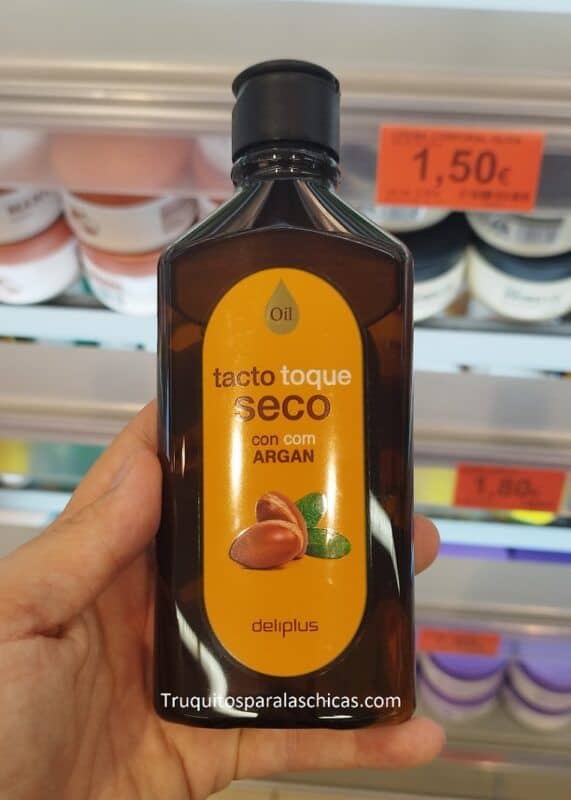 1,50€
Oil
tacto toque
seco
con com
ARGAN
1,80€
deliplus
Truquitosparalaschicas.com